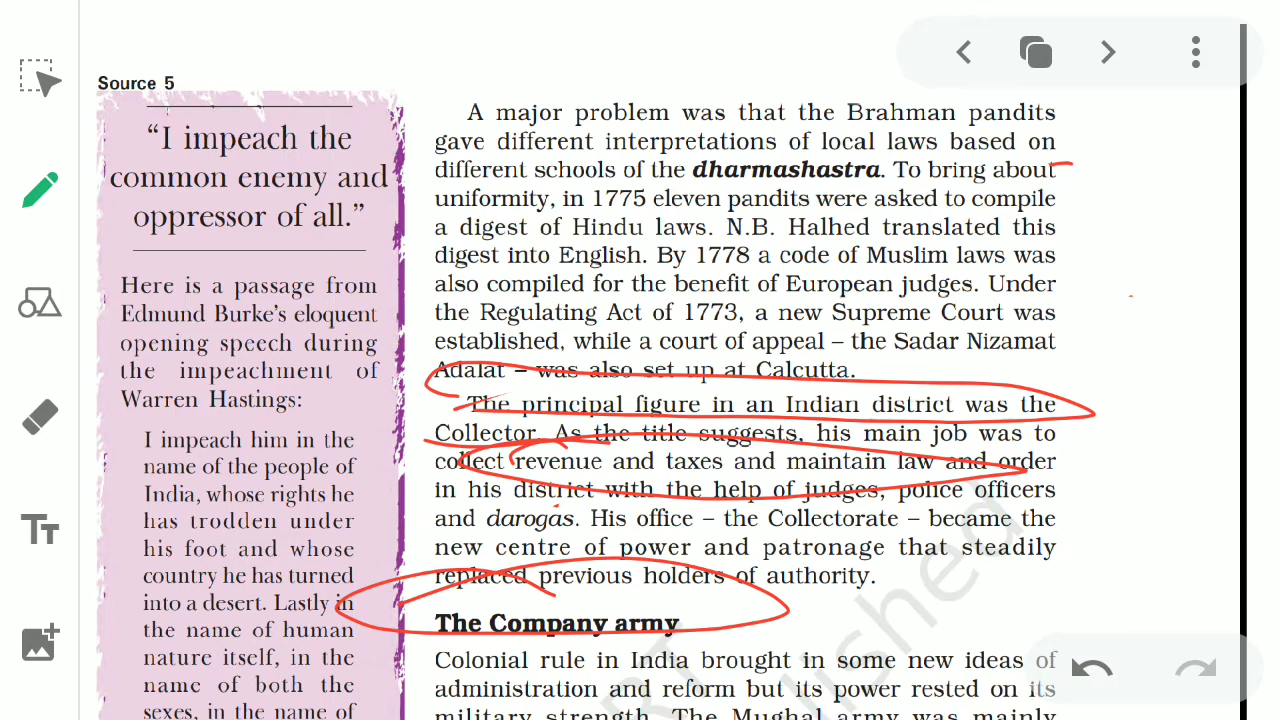 Source 5
“I impeach the
common enemy and
oppressor of all.”
Here is a passage from
Edmund Burke’s eloquent
opening speech during
the impeachment of
Warren Hastings:
I impeach him in the
name of the people of
India, whose rights he
has trodden under
his foot and whose
country he has turned
into a desert. Lastly in
the name of human
nature itself, in the
name of both the
sexes, in the name of
A major problem was that the Brahman pandits
gave different interpretations of local laws based on
different schools of the dharmashastra. To bring about
uniformity, in 1775 eleven pandits were asked to compile
a digest of Hindu laws. N.B. Halhed translated this
digest into English. By 1778 a code of Muslim laws was
also compiled for the benefit of European judges. Under
the Regulating Act of 1773, a new Supreme Court was
established, while a court of appeal – the Sadar Nizamat
Adalat – was also set up at Calcutta.
The principal figure in an Indian district was the
Collector. As the title suggests, his main job was to
collect revenue and taxes and maintain law and order
in his district with the help of judges, police officers
and darogas. His office – the Collectorate – became the
new centre of power and patronage that steadily
replaced previous holders of authority.
The Company army
Colonial rule in India brought in some new ideas of
administration and reform but its power rested on its
military strength. The Mughal army was mainly
Tт